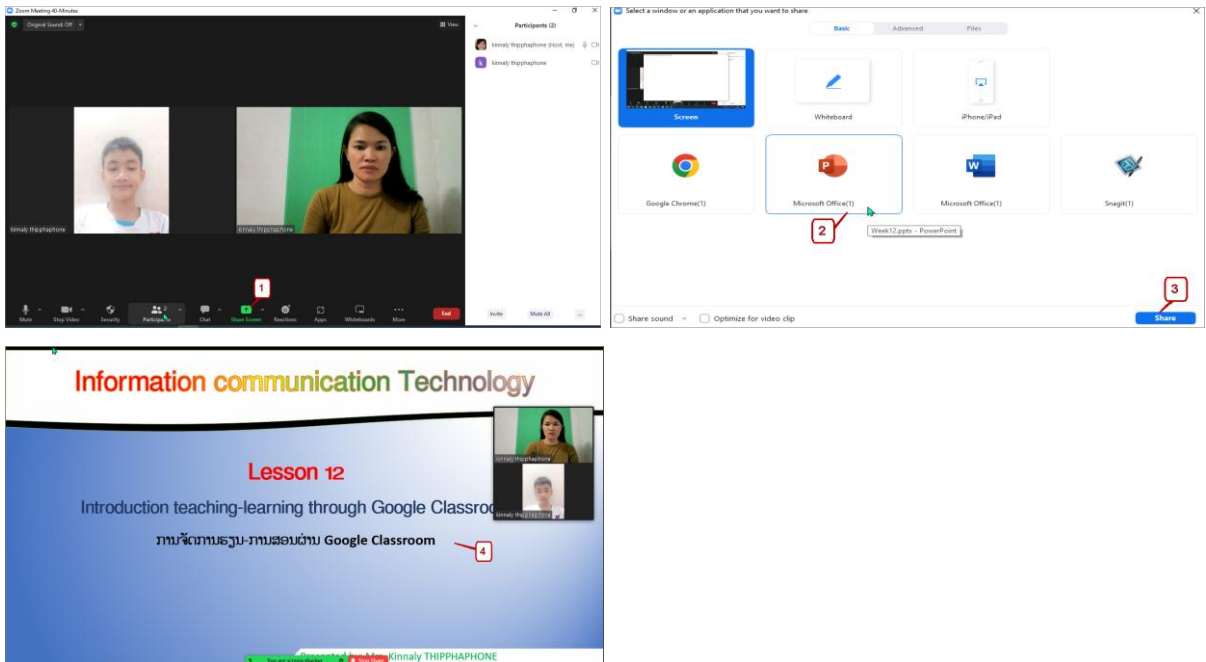 Zoom Meeting 40-Minutes
Original Sound: Off
View
Participants (2)
kinnaly thipphaphone (Host, me)
k kinnaly thipphaphone
kinnaly thipphaphone
kinnaly thipphaphone
1
Mute
Stop Video
Security
Participants
2
Chat
Share Screen
Reactions
Apps
Whiteboards
More
End
Invite
Mute All
...
Select a window or an application that you want to share
Basic
Advanced
Files
Screen
Whiteboard
iPhone/iPad
Google Chrome(1)
Microsoft Office(1)
Microsoft Office(1)
Snagit(1)
2
Week12.pptx - PowerPoint
3
Share sound
Optimize for video clip
Share
Information communication Technology
kinnaly thipphaphone
Lesson 12
Introduction teaching-learning through Google
kinnaly thipphaphone
ການຈັດການຮຽນ-ການສອນຜ່ານ Google Classroom
4
Kinnaly THIPPHAPHONE
You are screen sharing
Stop Share